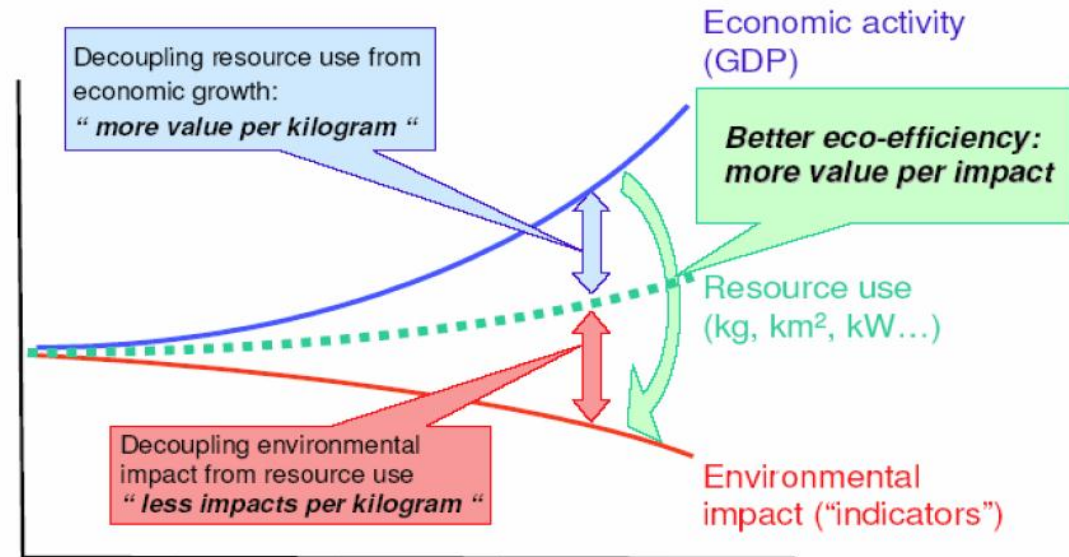 Economic activity
(GDP)
Decoupling resource use from
economic growth:
“ more value per kilogram “
Better eco-efficiency:
more value per impact
Resource use
(kg, km², kW…)
Decoupling environmental
impact from resource use
“ less impacts per kilogram “
Environmental
impact (“indicators”)